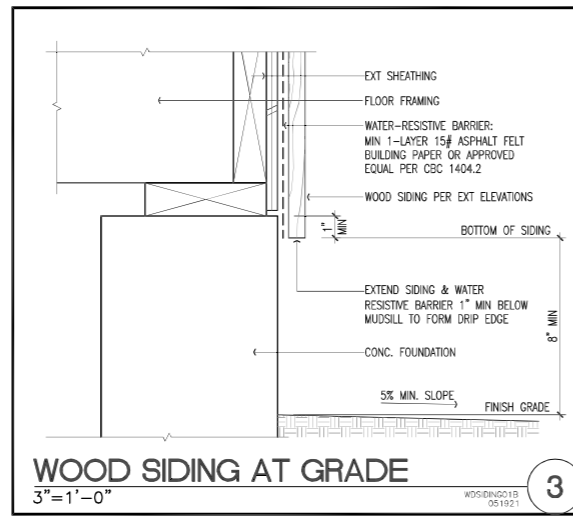 EXT SHEATHING
FLOOR FRAMING
WATER-RESISTIVE BARRIER:
MIN 1-LAYER 15# ASPHALT FELT
BUILDING PAPER OR APPROVED
EQUAL PER CBC 1404.2
WOOD SIDING PER EXT ELEVATIONS
1" MIN
BOTTOM OF SIDING
EXTEND SIDING & WATER
RESISTIVE BARRIER 1" MIN BELOW
MUDSILL TO FORM DRIP EDGE
8" MIN
CONC. FOUNDATION
5% MIN. SLOPE
FINISH GRADE
WOOD SIDING AT GRADE
3"=1'-0"
WDSIDING01B
051921
3